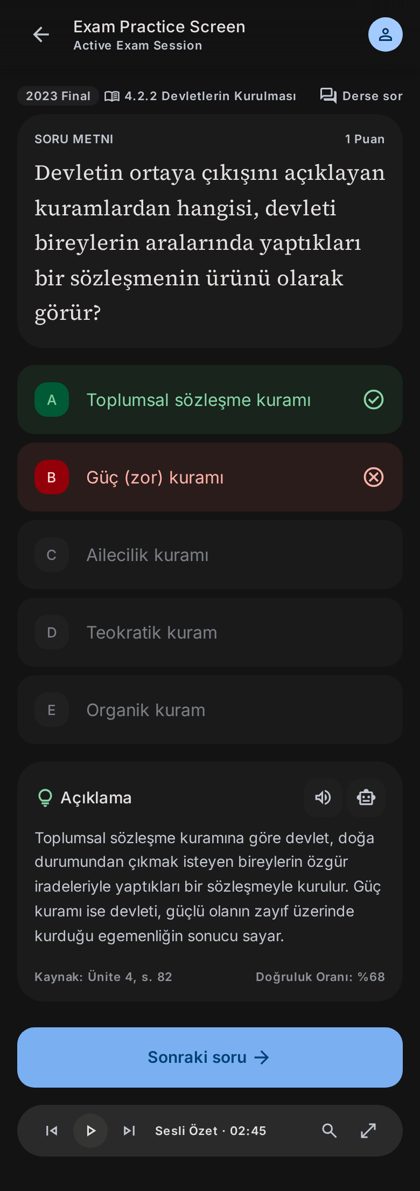 Exam Practice Screen
Active Exam Session
2023 Final 4.2.2 Devletlerin Kurulması Derse sor
SORU METNI 1 Puan
Devletin ortaya çıkışını açıklayan
kuramlardan hangisi, devleti
bireylerin aralarında yaptıkları
bir sözleşmenin ürünü olarak
görür?
A Toplumsal sözleşme kuramı
B Güç (zor) kuramı
C Ailecilik kuramı
D Teokratik kuram
E Organik kuram
Açıklama
Toplumsal sözleşme kuramına göre devlet, doğa
durumundan çıkmak isteyen bireylerin özgür
iradeleriyle yaptıkları bir sözleşmeyle kurulur. Güç
kuramı ise devleti, güçlü olanın zayıf üzerinde
kurduğu egemenliğin sonucu sayar.
Kaynak: Ünite 4, s. 82 Doğruluk Oranı: %68
Sonraki soru
Sesli Özet · 02:45